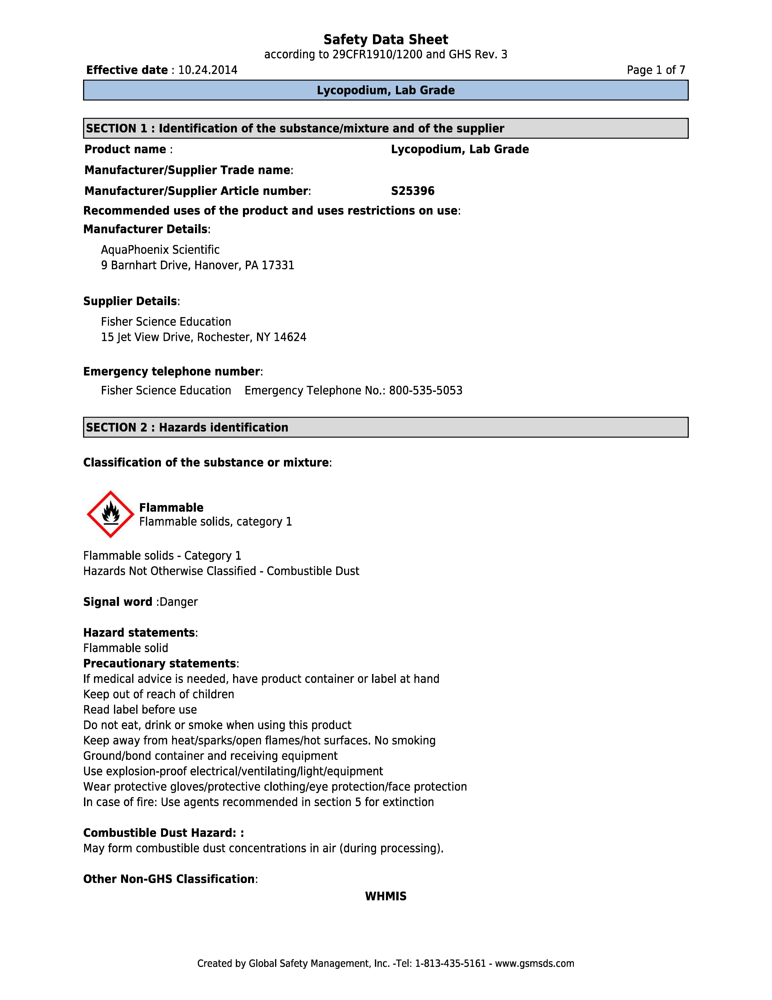 Safety Data Sheet
according to 29CFR1910/1200 and GHS Rev. 3
Effective date : 10.24.2014 Page 1 of 7
Lycopodium, Lab Grade
SECTION 1 : Identification of the substance/mixture and of the supplier
Product name : Lycopodium, Lab Grade
Manufacturer/Supplier Trade name:
Manufacturer/Supplier Article number: S25396
Recommended uses of the product and uses restrictions on use:
Manufacturer Details:
AquaPhoenix Scientific
9 Barnhart Drive, Hanover, PA 17331
Supplier Details:
Fisher Science Education
15 Jet View Drive, Rochester, NY 14624
Emergency telephone number:
Fisher Science Education Emergency Telephone No.: 800-535-5053
SECTION 2 : Hazards identification
Classification of the substance or mixture:
Flammable
Flammable solids, category 1
Flammable solids - Category 1
Hazards Not Otherwise Classified - Combustible Dust
Signal word :Danger
Hazard statements:
Flammable solid
Precautionary statements:
If medical advice is needed, have product container or label at hand
Keep out of reach of children
Read label before use
Do not eat, drink or smoke when using this product
Keep away from heat/sparks/open flames/hot surfaces. No smoking
Ground/bond container and receiving equipment
Use explosion-proof electrical/ventilating/light/equipment
Wear protective gloves/protective clothing/eye protection/face protection
In case of fire: Use agents recommended in section 5 for extinction
Combustible Dust Hazard: :
May form combustible dust concentrations in air (during processing).
Other Non-GHS Classification:
WHMIS
Created by Global Safety Management, Inc. -Tel: 1-813-435-5161 - www.gsmsds.com